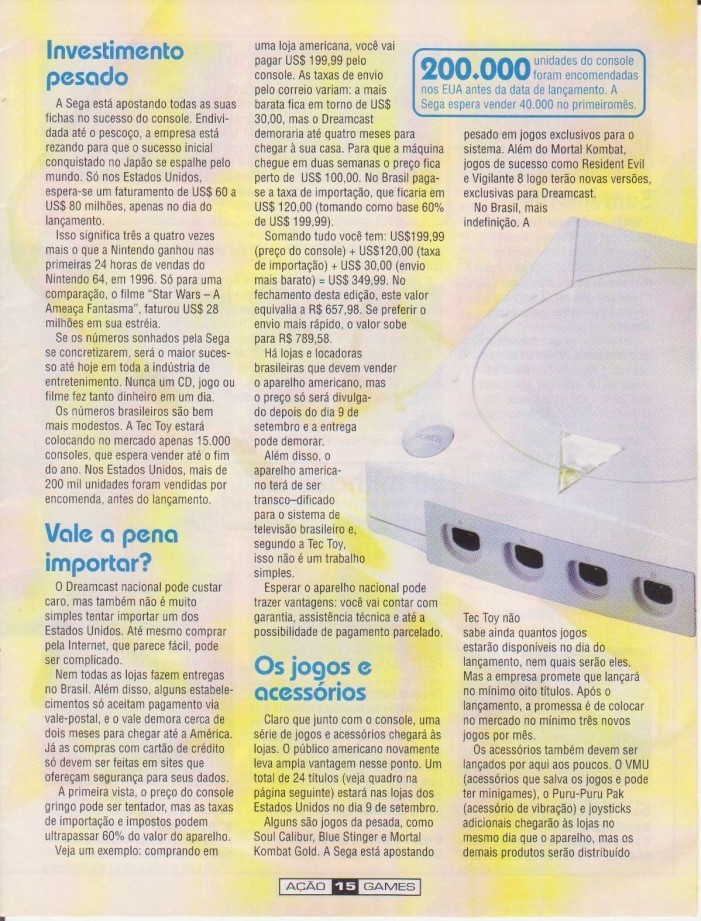 Investimento
pesado
A Sega está apostando todas as suas
fichas no sucesso do console. Endivi-
dada até o pescoço, a empresa está
rezando para que o sucesso inicial
conquistado no Japão se espalhe pelo
mundo. Só nos Estados Unidos,
espera-se um faturamento de US$ 60 a
US$ 80 milhões, apenas no dia do
lançamento.
Isso significa três a quatro vezes
mais o que a Nintendo ganhou nas
primeiras 24 horas de vendas do
Nintendo 64, em 1996. Só para uma
comparação, o filme "Star Wars – A
Ameaça Fantasma", faturou US$ 28
milhões em sua estréia.
Se os números sonhados pela Sega
se concretizarem, será o maior suces-
so até hoje em toda a indústria de
entretenimento. Nunca um CD, jogo ou
filme fez tanto dinheiro em um dia.
Os números brasileiros são bem
mais modestos. A Tec Toy estará
colocando no mercado apenas 15.000
consoles, que espera vender até o fim
do ano. Nos Estados Unidos, mais de
200 mil unidades foram vendidas por
encomenda, antes do lançamento.
Vale a pena
importar?
O Dreamcast nacional pode custar
caro, mas também não é muito
simples tentar importar um dos
Estados Unidos. Até mesmo comprar
pela Internet, que parece fácil, pode
ser complicado.
Nem todas as lojas fazem entregas
no Brasil. Além disso, alguns estabele-
cimentos só aceitam pagamento via
vale-postal, e o vale demora cerca de
dois meses para chegar até a América.
Já as compras com cartão de crédito
só devem ser feitas em sites que
ofereçam segurança para seus dados.
A primeira vista, o preço do console
gringo pode ser tentador, mas as taxas
de importação e impostos podem
ultrapassar 60% do valor do aparelho.
Veja um exemplo: comprando em
uma loja americana, você vai
pagar US$ 199,99 pelo
console. As taxas de envio
pelo correio variam: a mais
barata fica em torno de US$
30,00, mas o Dreamcast
demoraria até quatro meses para
chegar à sua casa. Para que a máquina
chegue em duas semanas o preço fica
perto de US$ 100,00. No Brasil paga-
se a taxa de importação, que ficaria em
US$ 120,00 (tomando como base 60%
de US$ 199,99).
Somando tudo você tem: US$199,99
(preço do console) + US$120,00 (taxa
de importação) + US$ 30,00 (envio
mais barato) = US$ 349,99. No
fechamento desta edição, este valor
equivalia a R$ 657,98. Se preferir o
envio mais rápido, o valor sobe
para R$ 789,58.
Há lojas e locadoras
brasileiras que devem vender
o aparelho americano, mas
o preço só será divulga-
do depois do dia 9 de
setembro e a entrega
pode demorar.
Além disso, o
aparelho america-
no terá de ser
transco–dificado
para o sistema de
televisão brasileiro e,
segundo a Tec Toy,
isso não é um trabalho
simples.
Esperar o aparelho nacional pode
trazer vantagens: você vai contar com
garantia, assistência técnica e até a
possibilidade de pagamento parcelado.
Os jogos e
acessórios
Claro que junto com o console, uma
série de jogos e acessórios chegará às
lojas. O público americano novamente
leva ampla vantagem nesse ponto. Um
total de 24 títulos (veja quadro na
página seguinte) estará nas lojas dos
Estados Unidos no dia 9 de setembro.
Alguns são jogos da pesada, como
Soul Calibur, Blue Stinger e Mortal
Kombat Gold. A Sega está apostando
200.000 unidades do console
foram encomendadas
nos EUA antes da data de lançamento. A
Sega espera vender 40.000 no primeiromês.
pesado em jogos exclusivos para o
sistema. Além do Mortal Kombat,
jogos de sucesso como Resident Evil
e Vigilante 8 logo terão novas versões,
exclusivas para Dreamcast.
No Brasil, mais
indefinição. A
POWER
A
B
C
D
Tec Toy não
sabe ainda quantos jogos
estarão disponíveis no dia do
lançamento, nem quais serão eles.
Mas a empresa promete que lançará
no mínimo oito títulos. Após o
lançamento, a promessa é de colocar
no mercado no mínimo três novos
jogos por mês.
Os acessórios também devem ser
lançados por aqui aos poucos. O VMU
(acessórios que salva os jogos e pode
ter minigames), o Puru-Puru Pak
(acessório de vibração) e joysticks
adicionais chegarão às lojas no
mesmo dia que o aparelho, mas os
demais produtos serão distribuído
AÇÃO 15 GAMES